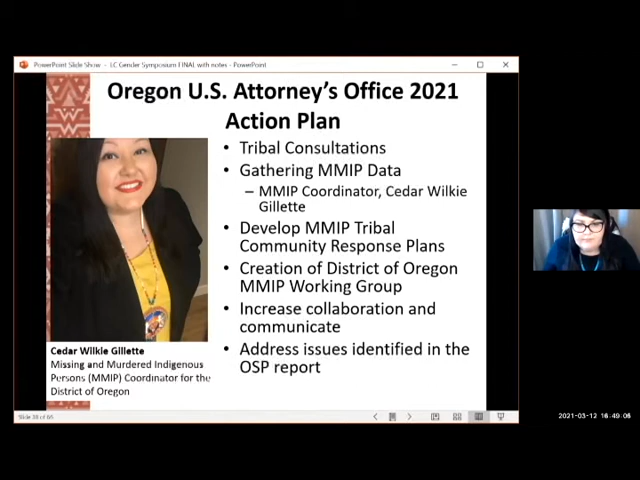 PowerPoint Slide Show - LC Gender Symposium FINAL with notes - PowerPoint
Oregon U.S. Attorney's Office 2021
Action Plan
• Tribal Consultations
• Gathering MMIP Data
– MMIP Coordinator, Cedar Wilkie
Gillette
• Develop MMIP Tribal
Community Response Plans
• Creation of District of Oregon
MMIP Working Group
• Increase collaboration and
communicate
• Address issues identified in the
OSP report
Cedar Wilkie Gillette
Missing and Murdered Indigenous
Persons (MMIP) Coordinator for the
District of Oregon
2021-03-12 16:49:06